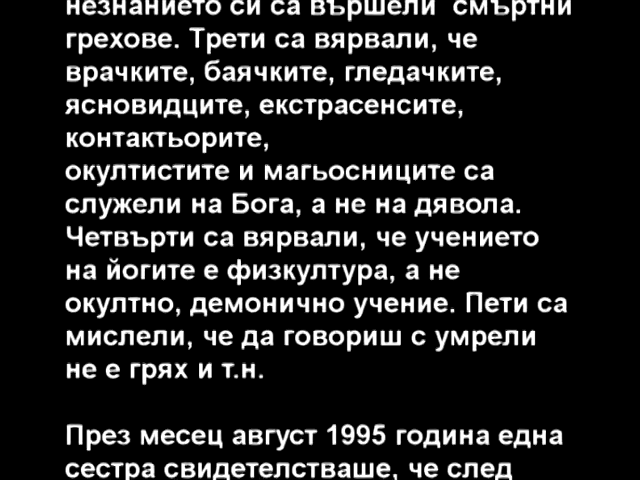 незнанието си са вършели  смъртни
грехове. Трети са вярвали, че
врачките, баячките, гледачките,
ясновидците, екстрасенсите,
контактьорите,
окултистите и магьосниците са
служели на Бога, а не на дявола.
Четвърти са вярвали, че учението
на йогите е физкултура, а не
окултно, демонично учение. Пети са
мислели, че да говориш с умрели
не е грях и т.н.
През месец август 1995 година една
сестра свидетелстваше, че след